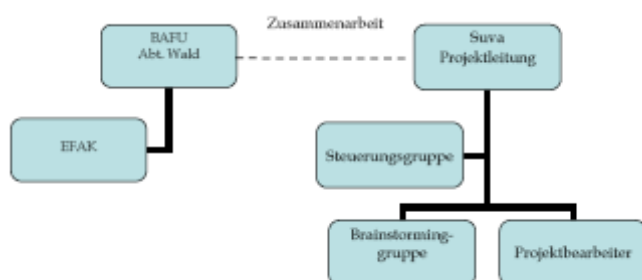 Zusammenarbeit
BAFU
Abt. Wald
Suva
Projektleitung
EFAK
Steuerungsgruppe
Brainstorming-
gruppe
Projektbearbeiter